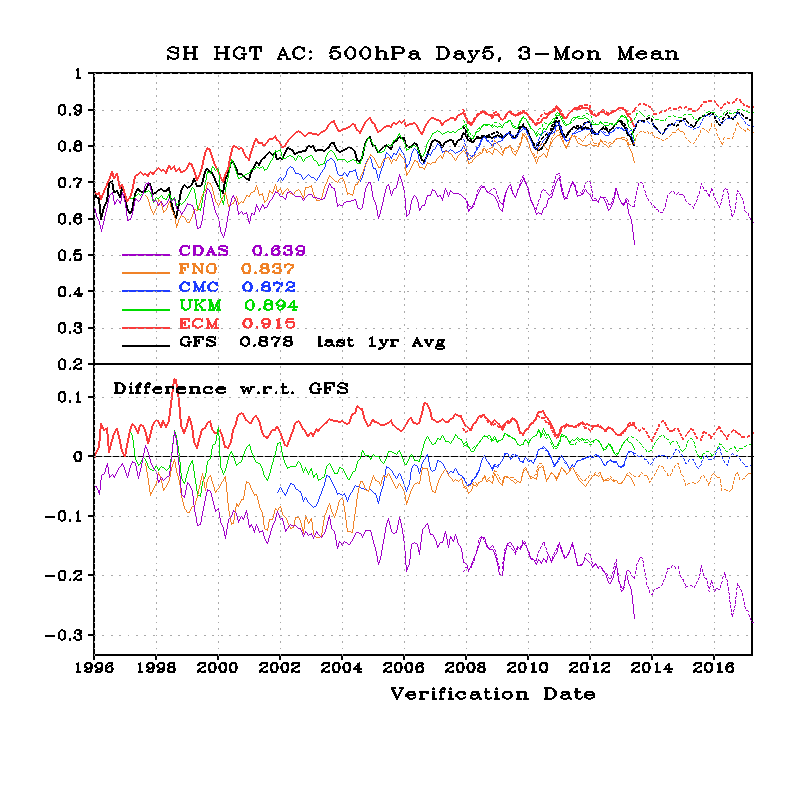 SH HGT AC: 500hPa Day5, 3-Mon Mean
1
0.9
0.8
0.7
0.6
0.5
0.4
0.3
0.2
CDAS 0.639
FNO 0.837
CMC 0.872
UKM 0.894
ECM 0.915
GFS 0.878 last 1yr Avg
Difference w.r.t. GFS
0.1
0
-0.1
-0.2
-0.3
1996 1998 2000 2002 2004 2006 2008 2010 2012 2014 2016
Verification Date